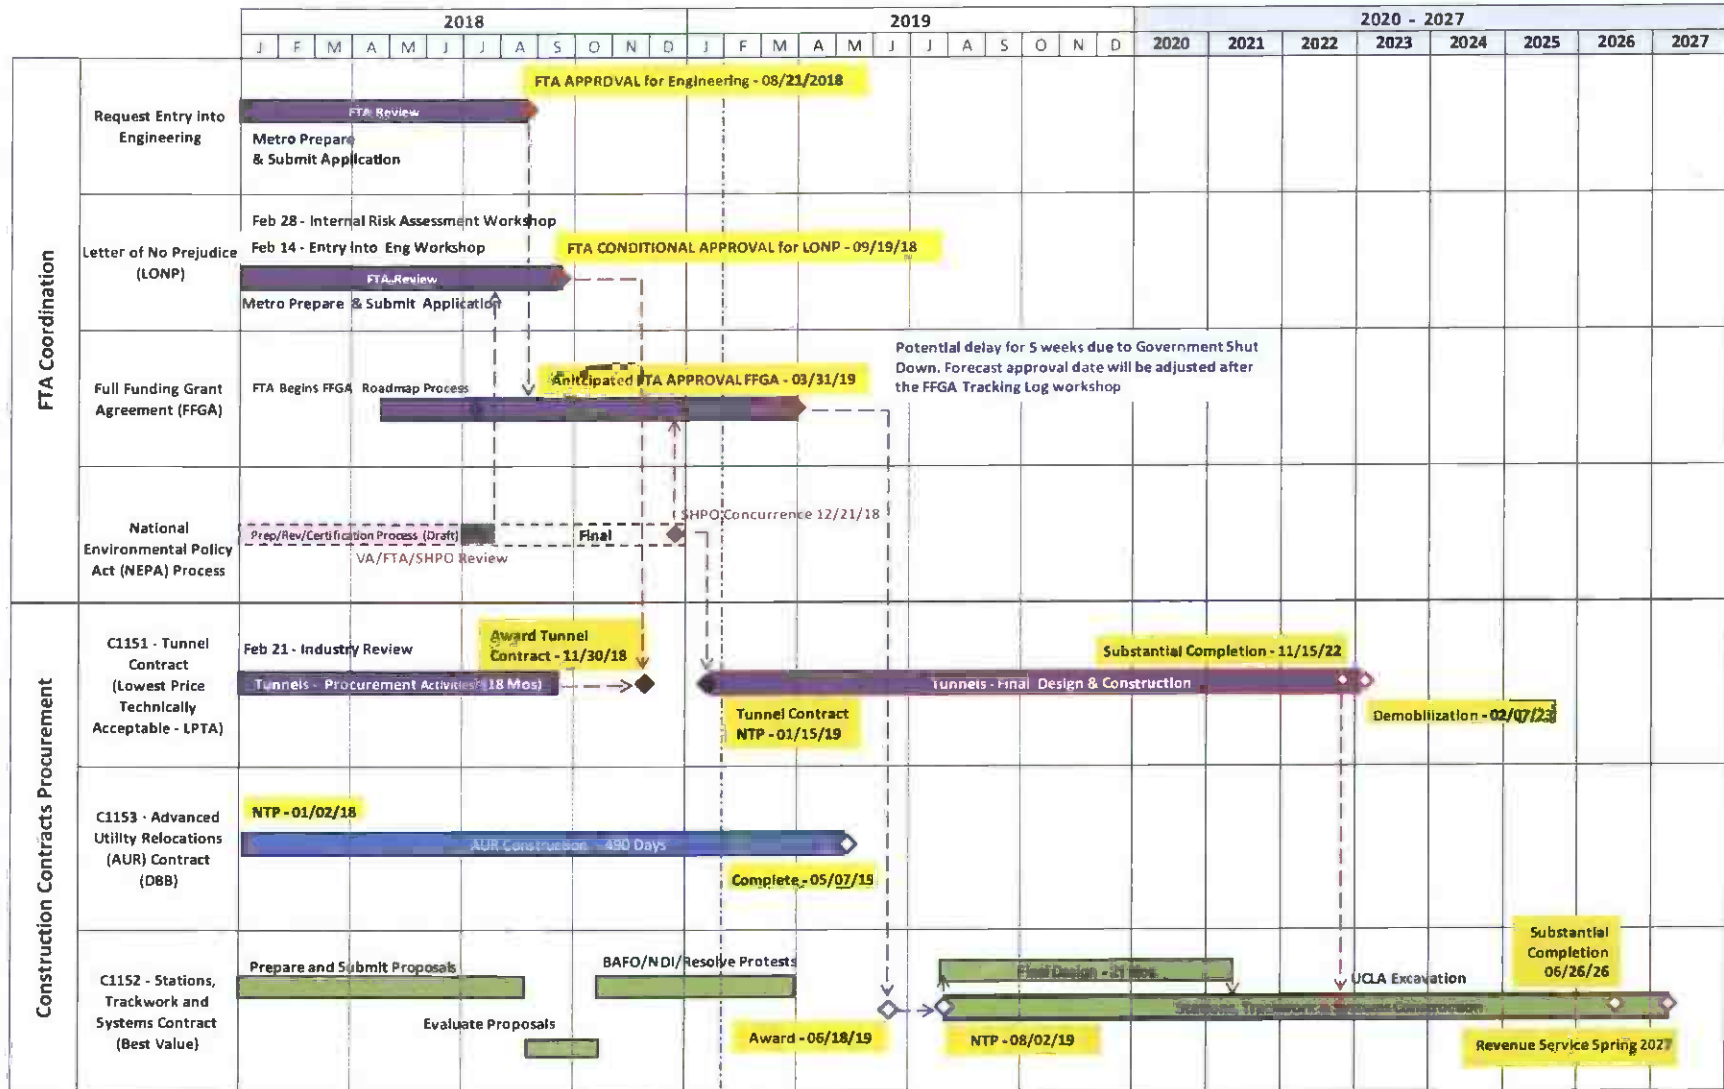 2018
2019
2020 - 2027
J F M A M J J A S O N D J F M A M J J A S O N D 2020 2021 2022 2023 2024 2025 2026 2027
FTA Coordination
Request Entry into
Engineering
FTA APPROVAL for Engineering - 08/21/2018
FTA Review
Metro Prepare
& Submit Application
Letter of No Prejudice
(LONP)
Feb 28 - Internal Risk Assessment Workshop
Feb 14 - Entry Into Eng Workshop
FTA CONDITIONAL APPROVAL for LONP - 09/19/18
FTA Review
Metro Prepare & Submit Application
Full Funding Grant
Agreement (FFGA)
FTA Begins FFGA Roadmap Process
Anitcipated FTA APPROVAL FFGA - 03/31/19
Potential delay for 5 weeks due to Government Shut
Down. Forecast approval date will be adjusted after
the FFGA Tracking Log workshop
National
Environmental Policy
Act (NEPA) Process
SHPO Concurrence 12/21/18
Prep/Rev/Certification Process (Draft)
Final
VA/FTA/SHPO Review
Construction Contracts Procurement
C1151 - Tunnel
Contract
(Lowest Price
Technically
Acceptable - LPTA)
Feb 21 - Industry Review
Award Tunnel
Contract - 11/30/18
Substantial Completion - 11/15/22
Tunnels - Procurement Activities (18 Mos)
Tunnels - Final Design & Construction
Tunnel Contract
NTP - 01/15/19
Demobilization - 02/07/23
C1153 - Advanced
Utility Relocations
(AUR) Contract
(DBB)
NTP - 01/02/18
AUR Construction - 490 Days
Complete - 05/07/19
C1152 - Stations,
Trackwork and
Systems Contract
(Best Value)
Prepare and Submit Proposals
BAFO/NDI/Resolve Protests
Evaluate Proposals
Final Design - 21 Mos
UCLA Excavation
Substantial
Completion
06/26/26
Stations, Trackwork & Systems Construction
Award - 06/18/19
NTP - 08/02/19
Revenue Service Spring 2027